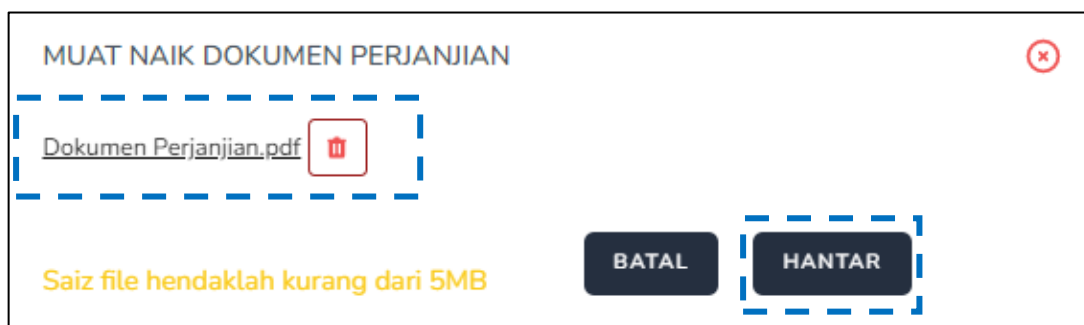 MUAT NAIK DOKUMEN PERJANJIAN
Dokumen Perjanjian.pdf
BATAL
HANTAR
Saiz file hendaklah kurang dari 5MB